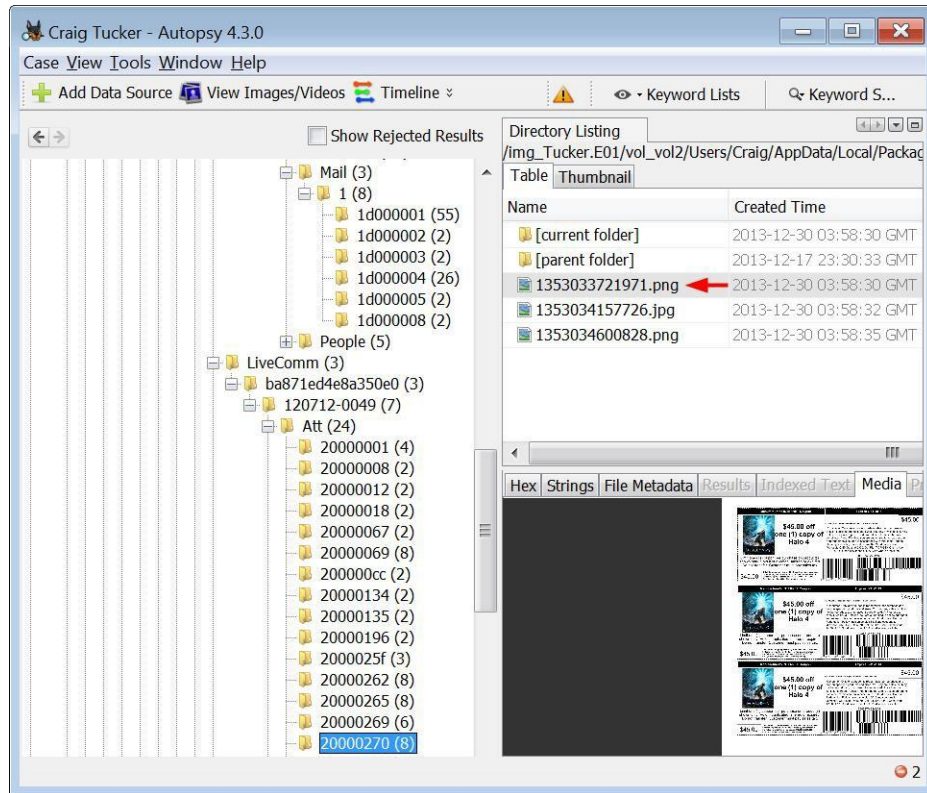 Craig Tucker - Autopsy 4.3.0
Case View Tools Window Help
Add Data Source View Images/Videos Timeline
Keyword Lists
Keyword S...
Show Rejected Results
Mail (3)
1 (8)
1d000001 (55)
1d000002 (2)
1d000003 (2)
1d000004 (26)
1d000005 (2)
1d000008 (2)
People (5)
LiveComm (3)
ba871ed4e8a350e0 (3)
120712-0049 (7)
Att (24)
20000001 (4)
20000008 (2)
20000012 (2)
20000018 (2)
20000067 (2)
20000069 (8)
200000cc (2)
20000134 (2)
20000135 (2)
20000196 (2)
2000025f (3)
20000262 (8)
20000265 (8)
20000269 (6)
20000270 (8)
Directory Listing
/img_Tucker.E01/vol_vol2/Users/Craig/AppData/Local/Packag
Table Thumbnail
Name Created Time
[current folder] 2013-12-30 03:58:30 GMT
[parent folder] 2013-12-17 23:30:33 GMT
1353033721971.png 2013-12-30 03:58:30 GMT
1353034157726.jpg 2013-12-30 03:58:32 GMT
1353034600828.png 2013-12-30 03:58:35 GMT
Hex Strings File Metadata Results Indexed Text Media
$45.00
$45.00 off
one (1) copy of
Halo 4
$45.00
$45.00
$45.00 off
one (1) copy of
Halo 4
$45.00
$45.00 off
one (1) copy of
Halo 4
2